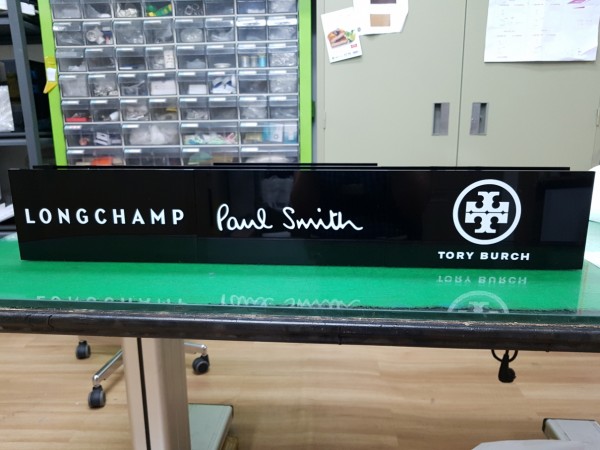 LONGCHAMP
Paul Smith
TORY BURCH